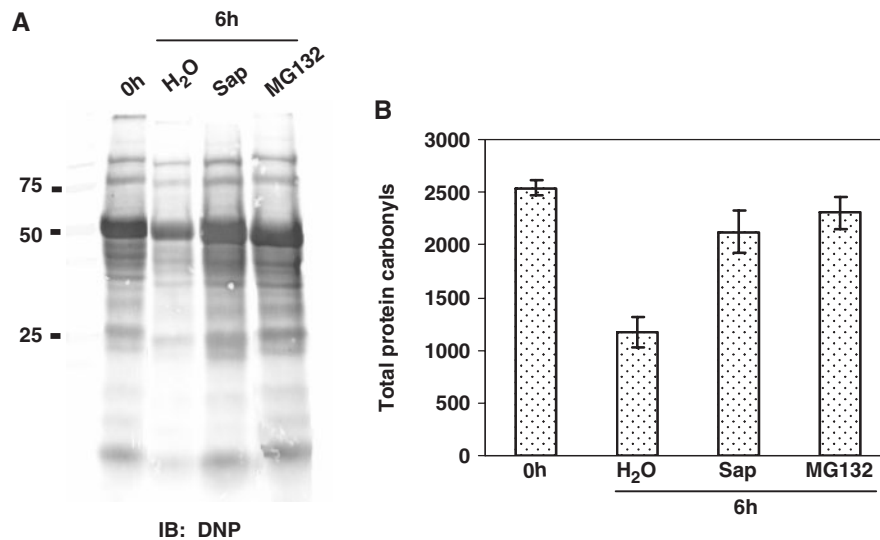 A
6h
0h
H₂O
Sap
MG132
75
50
25
IB: DNP
B
Total protein carbonyls
3000
2500
2000
1500
1000
500
0
0h
H₂O
Sap
MG132
6h